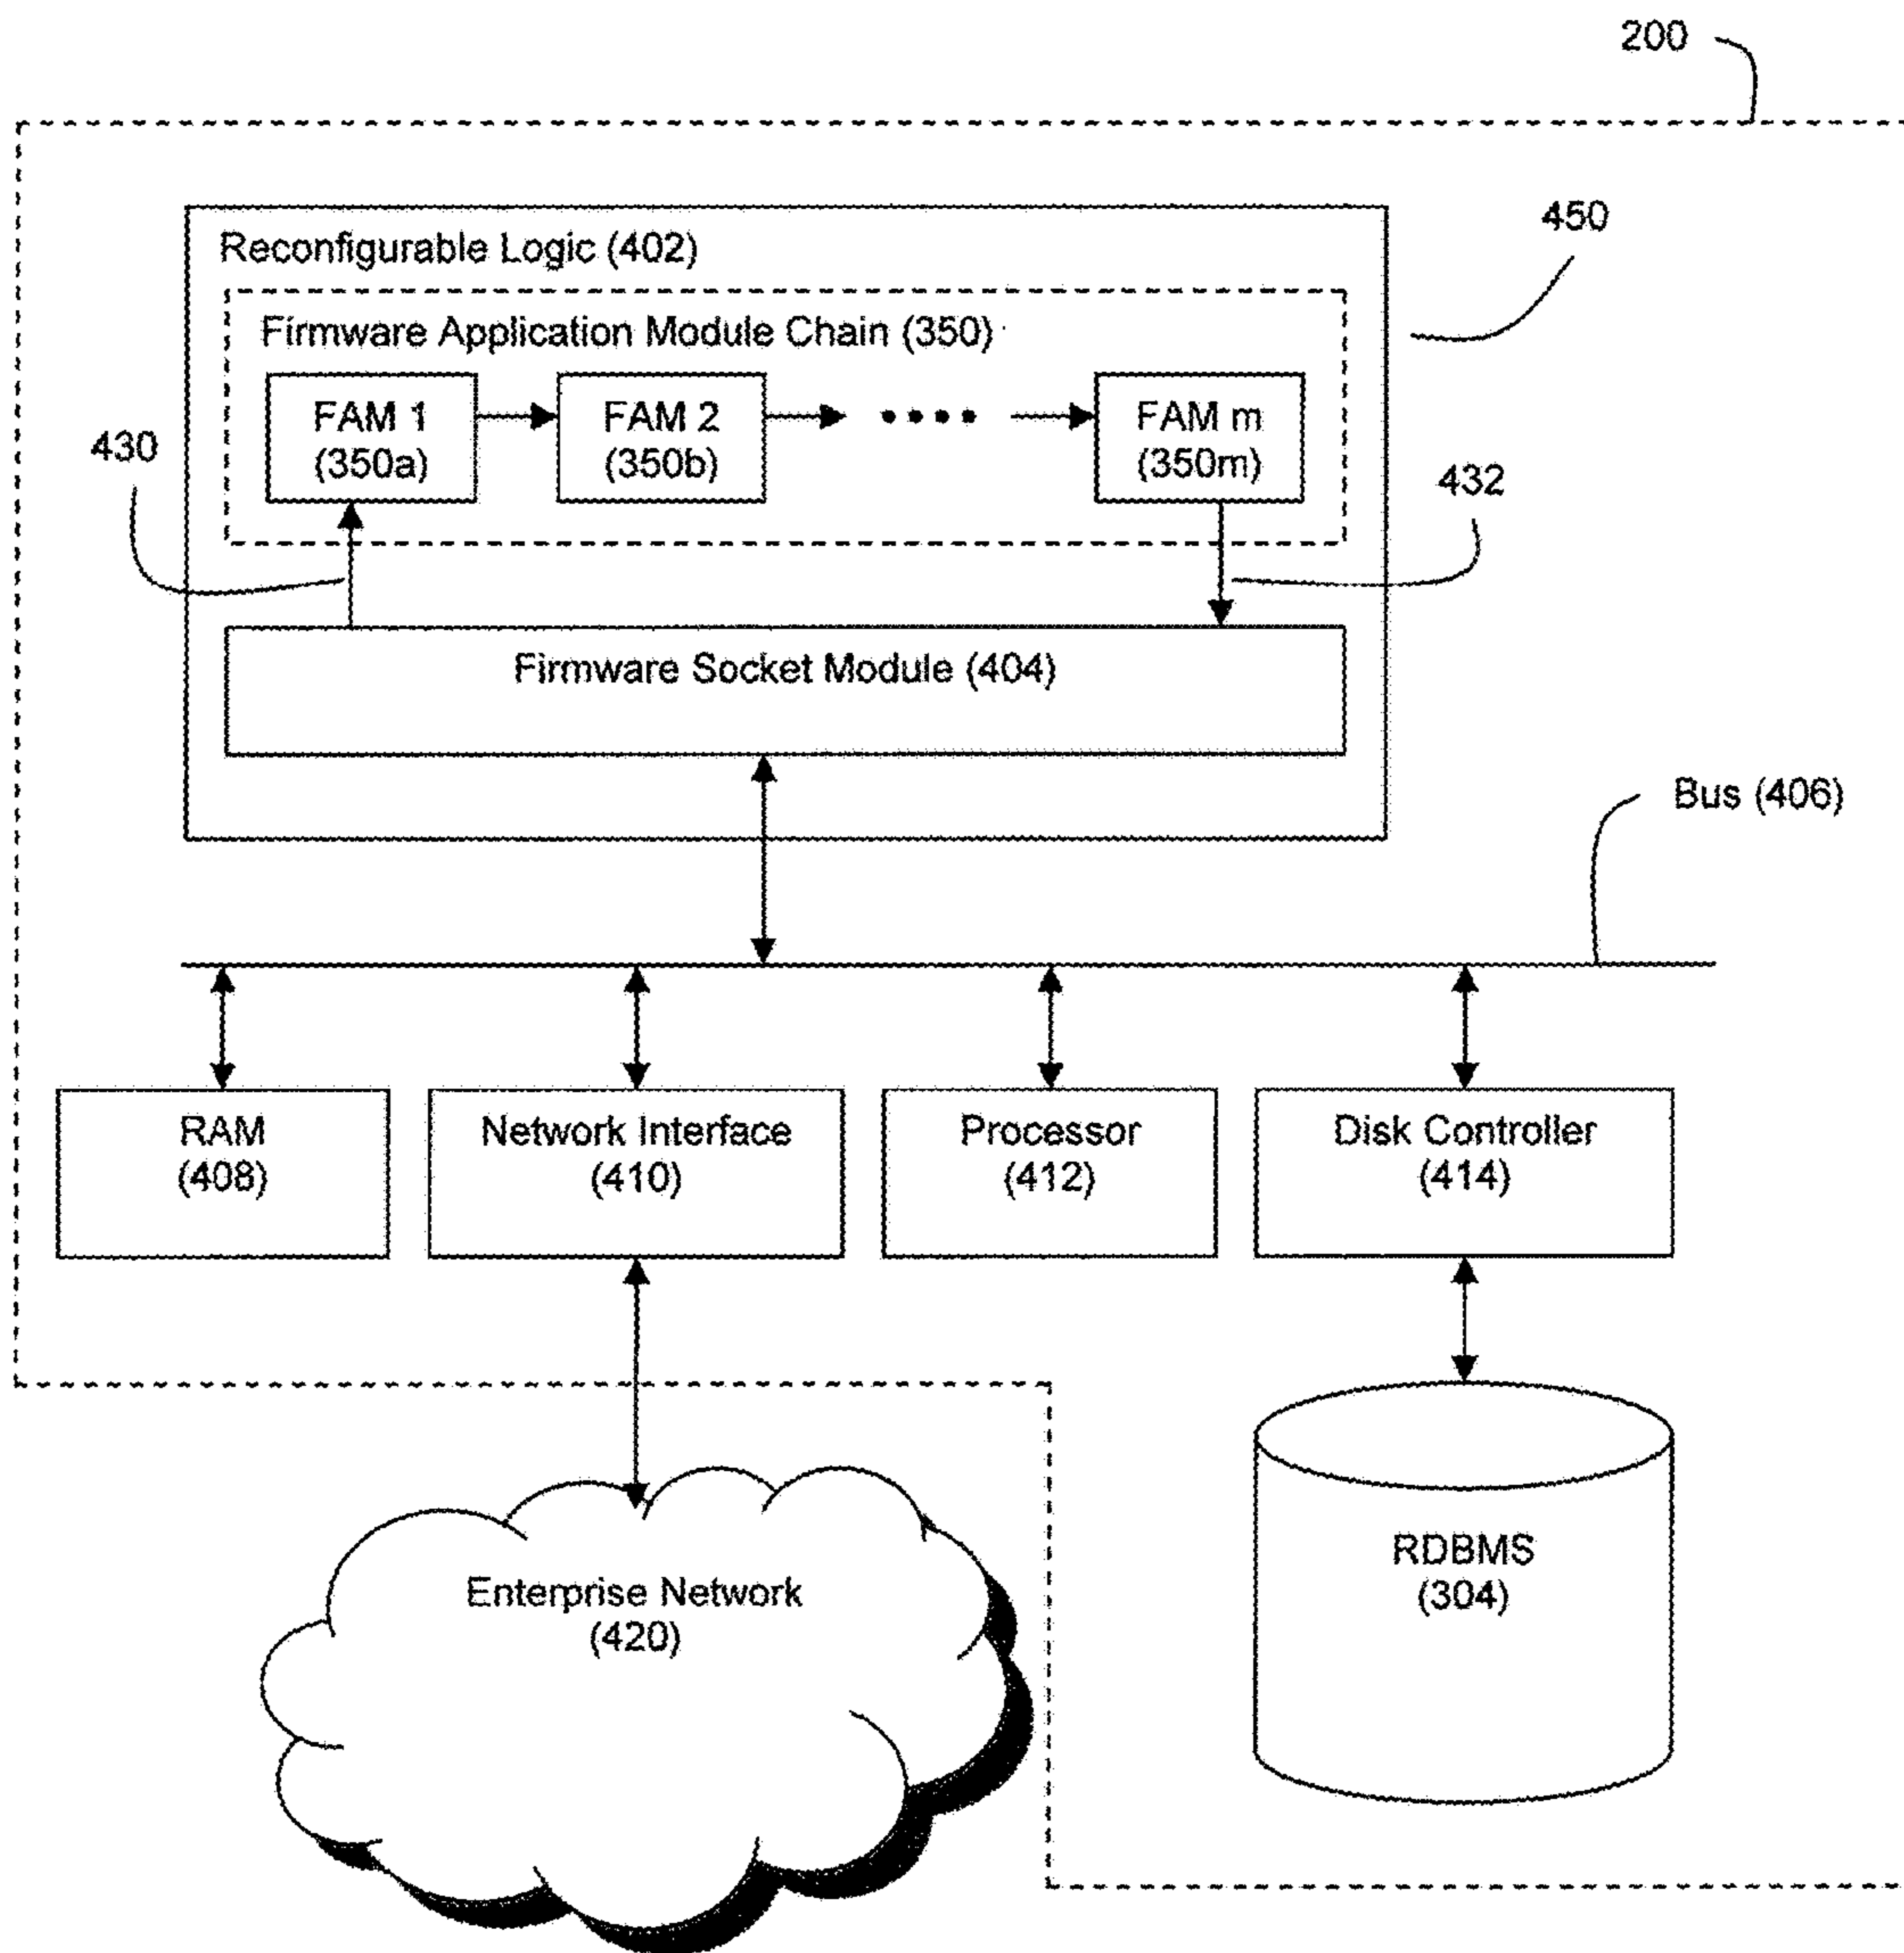 200
450
Reconfigurable Logic (402)
Firmware Application Module Chain (350)
FAM 1
(350a)
FAM 2
(350b)
FAM m
(350m)
430
432
Firmware Socket Module (404)
Bus (406)
RAM
(408)
Network Interface
(410)
Processor
(412)
Disk Controller
(414)
Enterprise Network
(420)
RDBMS
(304)